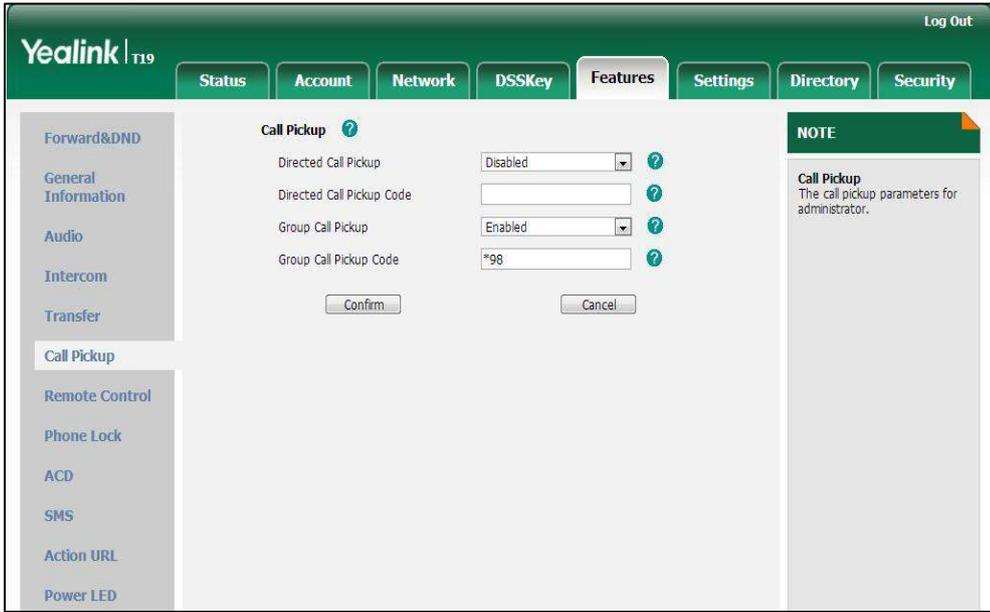 Log Out
Yealink T19
Status Account Network DSSKey Features Settings Directory Security
Forward&DND
General
Information
Audio
Intercom
Transfer
Call Pickup
Remote Control
Phone Lock
ACD
SMS
Action URL
Power LED
Call Pickup ?
Directed Call Pickup Disabled ?
Directed Call Pickup Code ?
Group Call Pickup Enabled ?
Group Call Pickup Code *98 ?
Confirm Cancel
NOTE
Call Pickup
The call pickup parameters for
administrator.